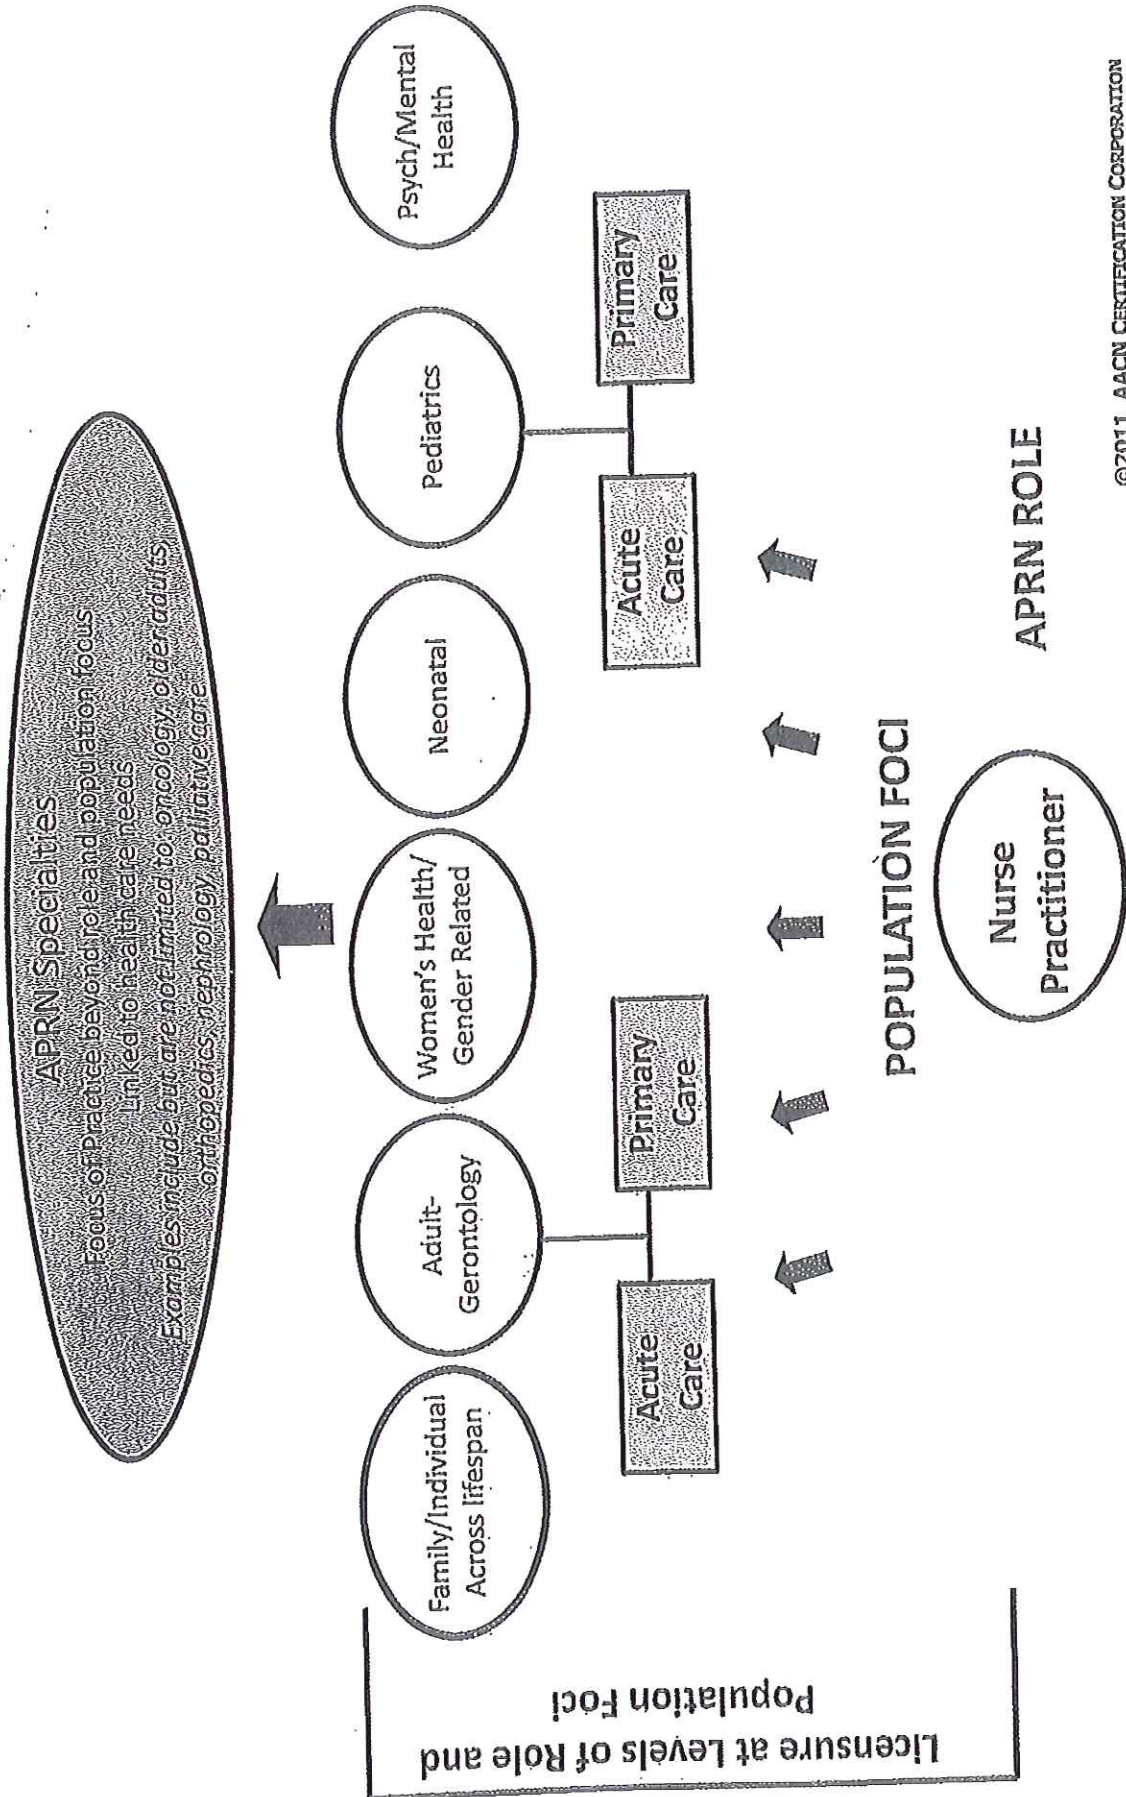 APRN Specialties
Focus of Practice beyond role and population focus
Linked to health care needs
Examples include but are not limited to: oncology, older adults,
orthopedics, nephrology, palliative care
Licensure at Levels of Role and
Population Foci
Family/Individual
Across lifespan
Adult-
Gerontology
Women's Health/
Gender Related
Neonatal
Pediatrics
Psych/Mental
Health
Acute
Care
Primary
Care
Acute
Care
Primary
Care
POPULATION FOCI
Nurse
Practitioner
APRN ROLE
©2011 AACN CERTIFICATION CORPORATION